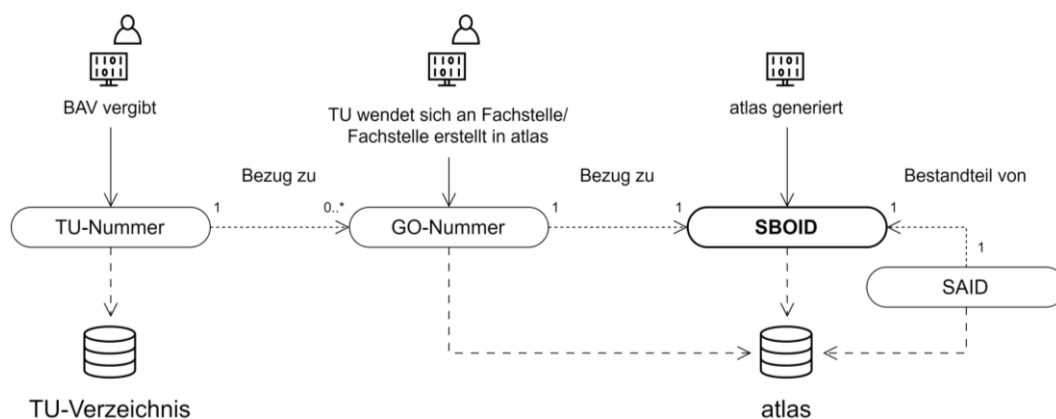 BAV vergibt
TU wendet sich an Fachstelle/
Fachstelle erstellt in atlas
atlas generiert
Bezug zu
Bezug zu
Bestandteil von
TU-Nummer
1
0..*
GO-Nummer
1
1
SBOID
1
1
SAID
TU-Verzeichnis
atlas